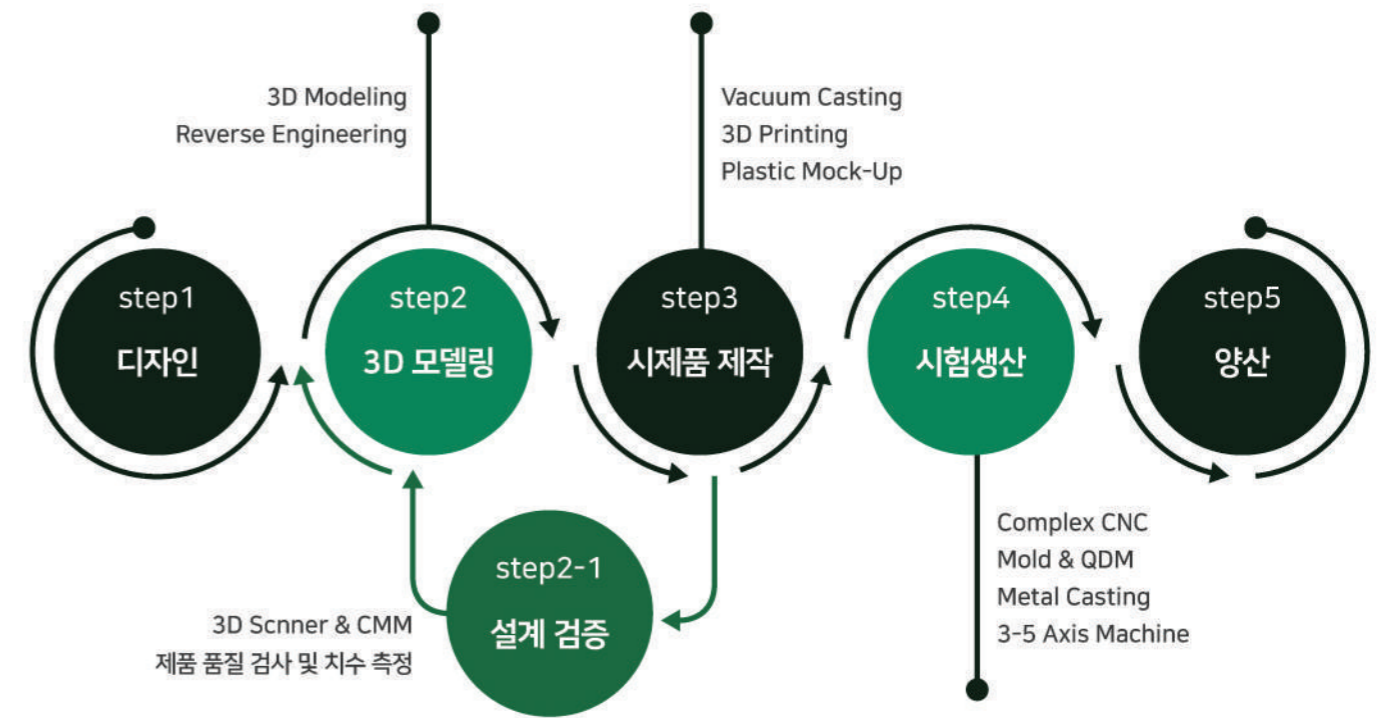 3D Modeling
Reverse Engineering
Vacuum Casting
3D Printing
Plastic Mock-Up
step1
디자인
step2
3D 모델링
step3
시제품 제작
step4
시험생산
step5
양산
step2-1
설계 검증
3D Scnner & CMM
제품 품질 검사 및 치수 측정
Complex CNC
Mold & QDM
Metal Casting
3-5 Axis Machine